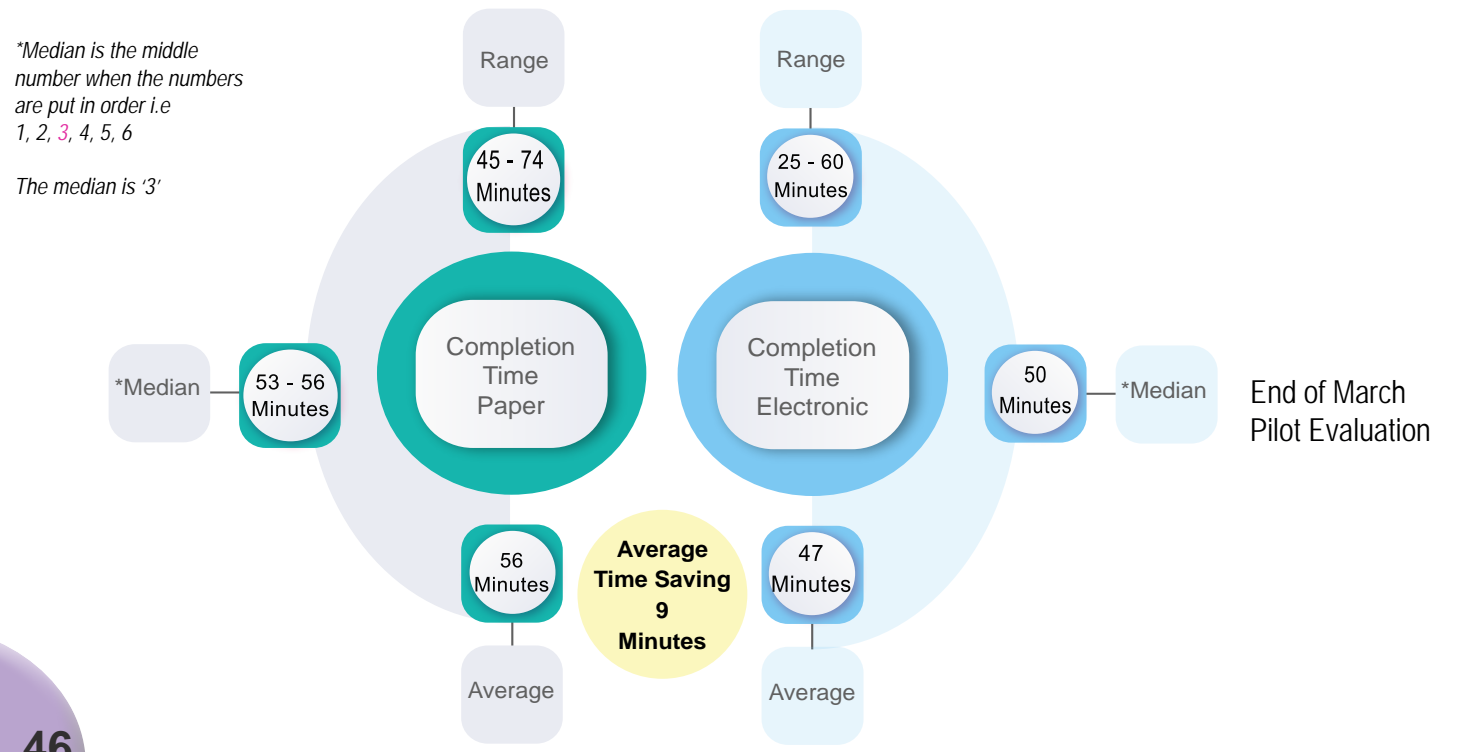 *Median is the middle
number when the numbers
are put in order i.e
1, 2, 3, 4, 5, 6
The median is ‘3’
Range
45 - 74
Minutes
Completion
Time
Paper
*Median
53 - 56
Minutes
56
Minutes
Average
Average
Time Saving
9
Minutes
Range
25 - 60
Minutes
Completion
Time
Electronic
50
Minutes
*Median
47
Minutes
Average
End of March
Pilot Evaluation
46